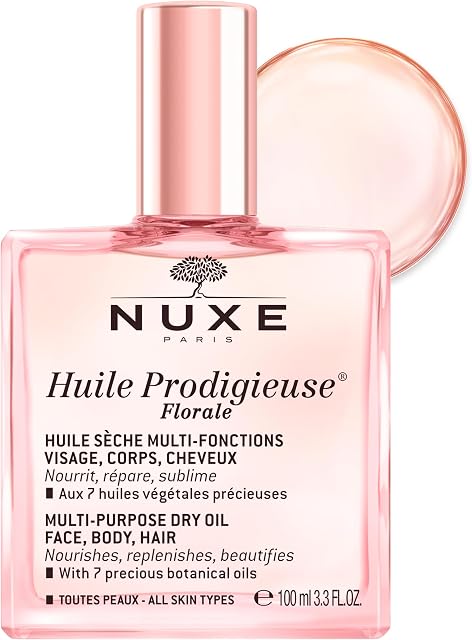 NUXE
PARIS
Huile Prodigieuse®
Florale
HUILE SÈCHE MULTI-FONCTIONS
VISAGE, CORPS, CHEVEUX
Nourrit, répare, sublime
■ Aux 7 huiles végétales précieuses
MULTI-PURPOSE DRY OIL
FACE, BODY, HAIR
Nourishes, replenishes, beautifies
■ With 7 precious botanical oils
■ TOUTES PEAUX - ALL SKIN TYPES ℮ 100 ml 3.3 FL.OZ.